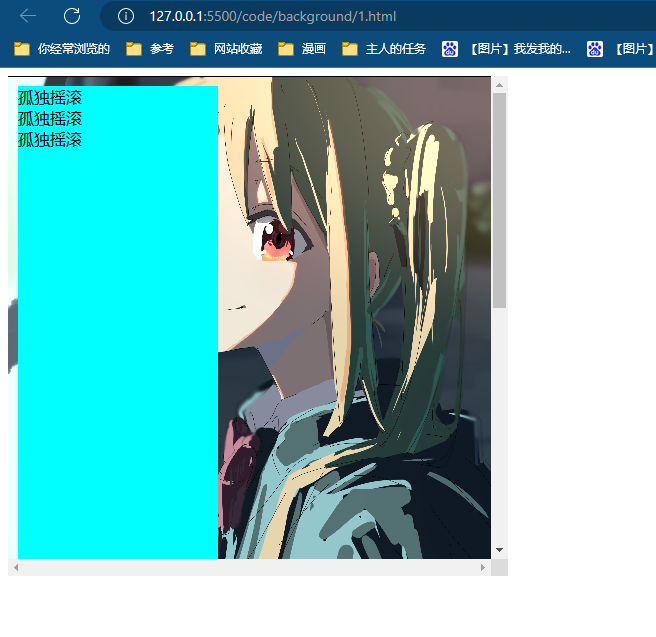 127.0.0.1:5500/code/background/1.html
你经常浏览的 参考 网站收藏 漫画 主人的任务 【图片】我发我的... 【图片】
孤独摇滚
孤独摇滚
孤独摇滚